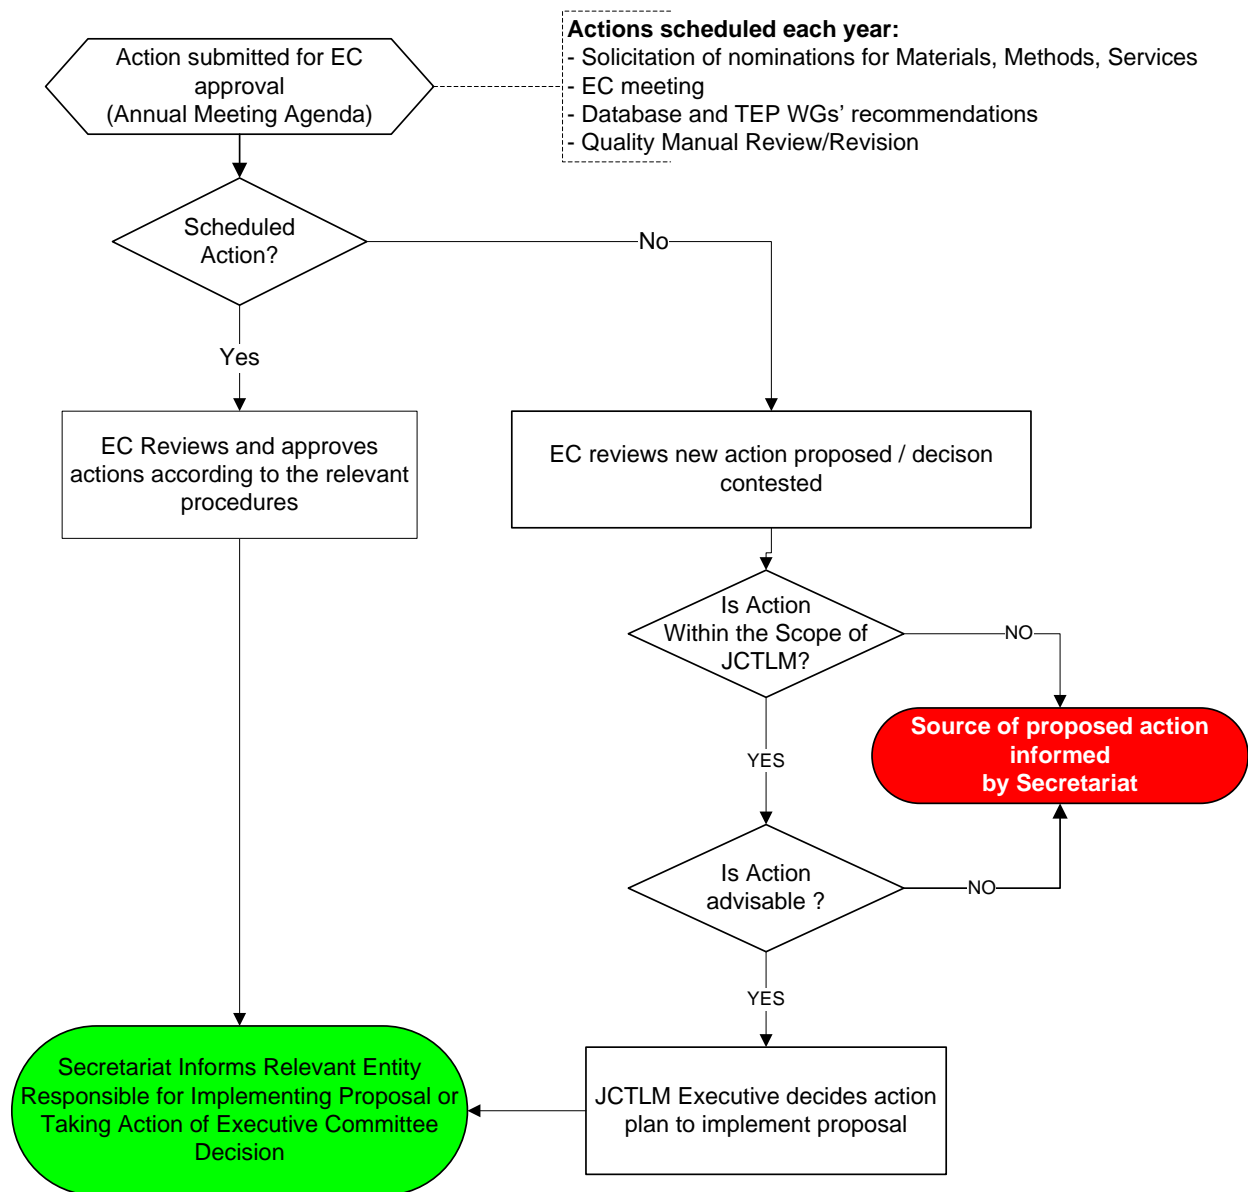 Action submitted for EC
approval
(Annual Meeting Agenda)
Actions scheduled each year:
- Solicitation of nominations for Materials, Methods, Services
- EC meeting
- Database and TEP WGs’ recommendations
- Quality Manual Review/Revision
Scheduled
Action?
No
Yes
EC Reviews and approves
actions according to the relevant
procedures
EC reviews new action proposed / decison
contested
Is Action
Within the Scope of
JCTLM?
NO
Source of proposed action
informed
by Secretariat
YES
Is Action
advisable ?
NO
YES
Secretariat Informs Relevant Entity
Responsible for Implementing Proposal or
Taking Action of Executive Committee
Decision
JCTLM Executive decides action
plan to implement proposal